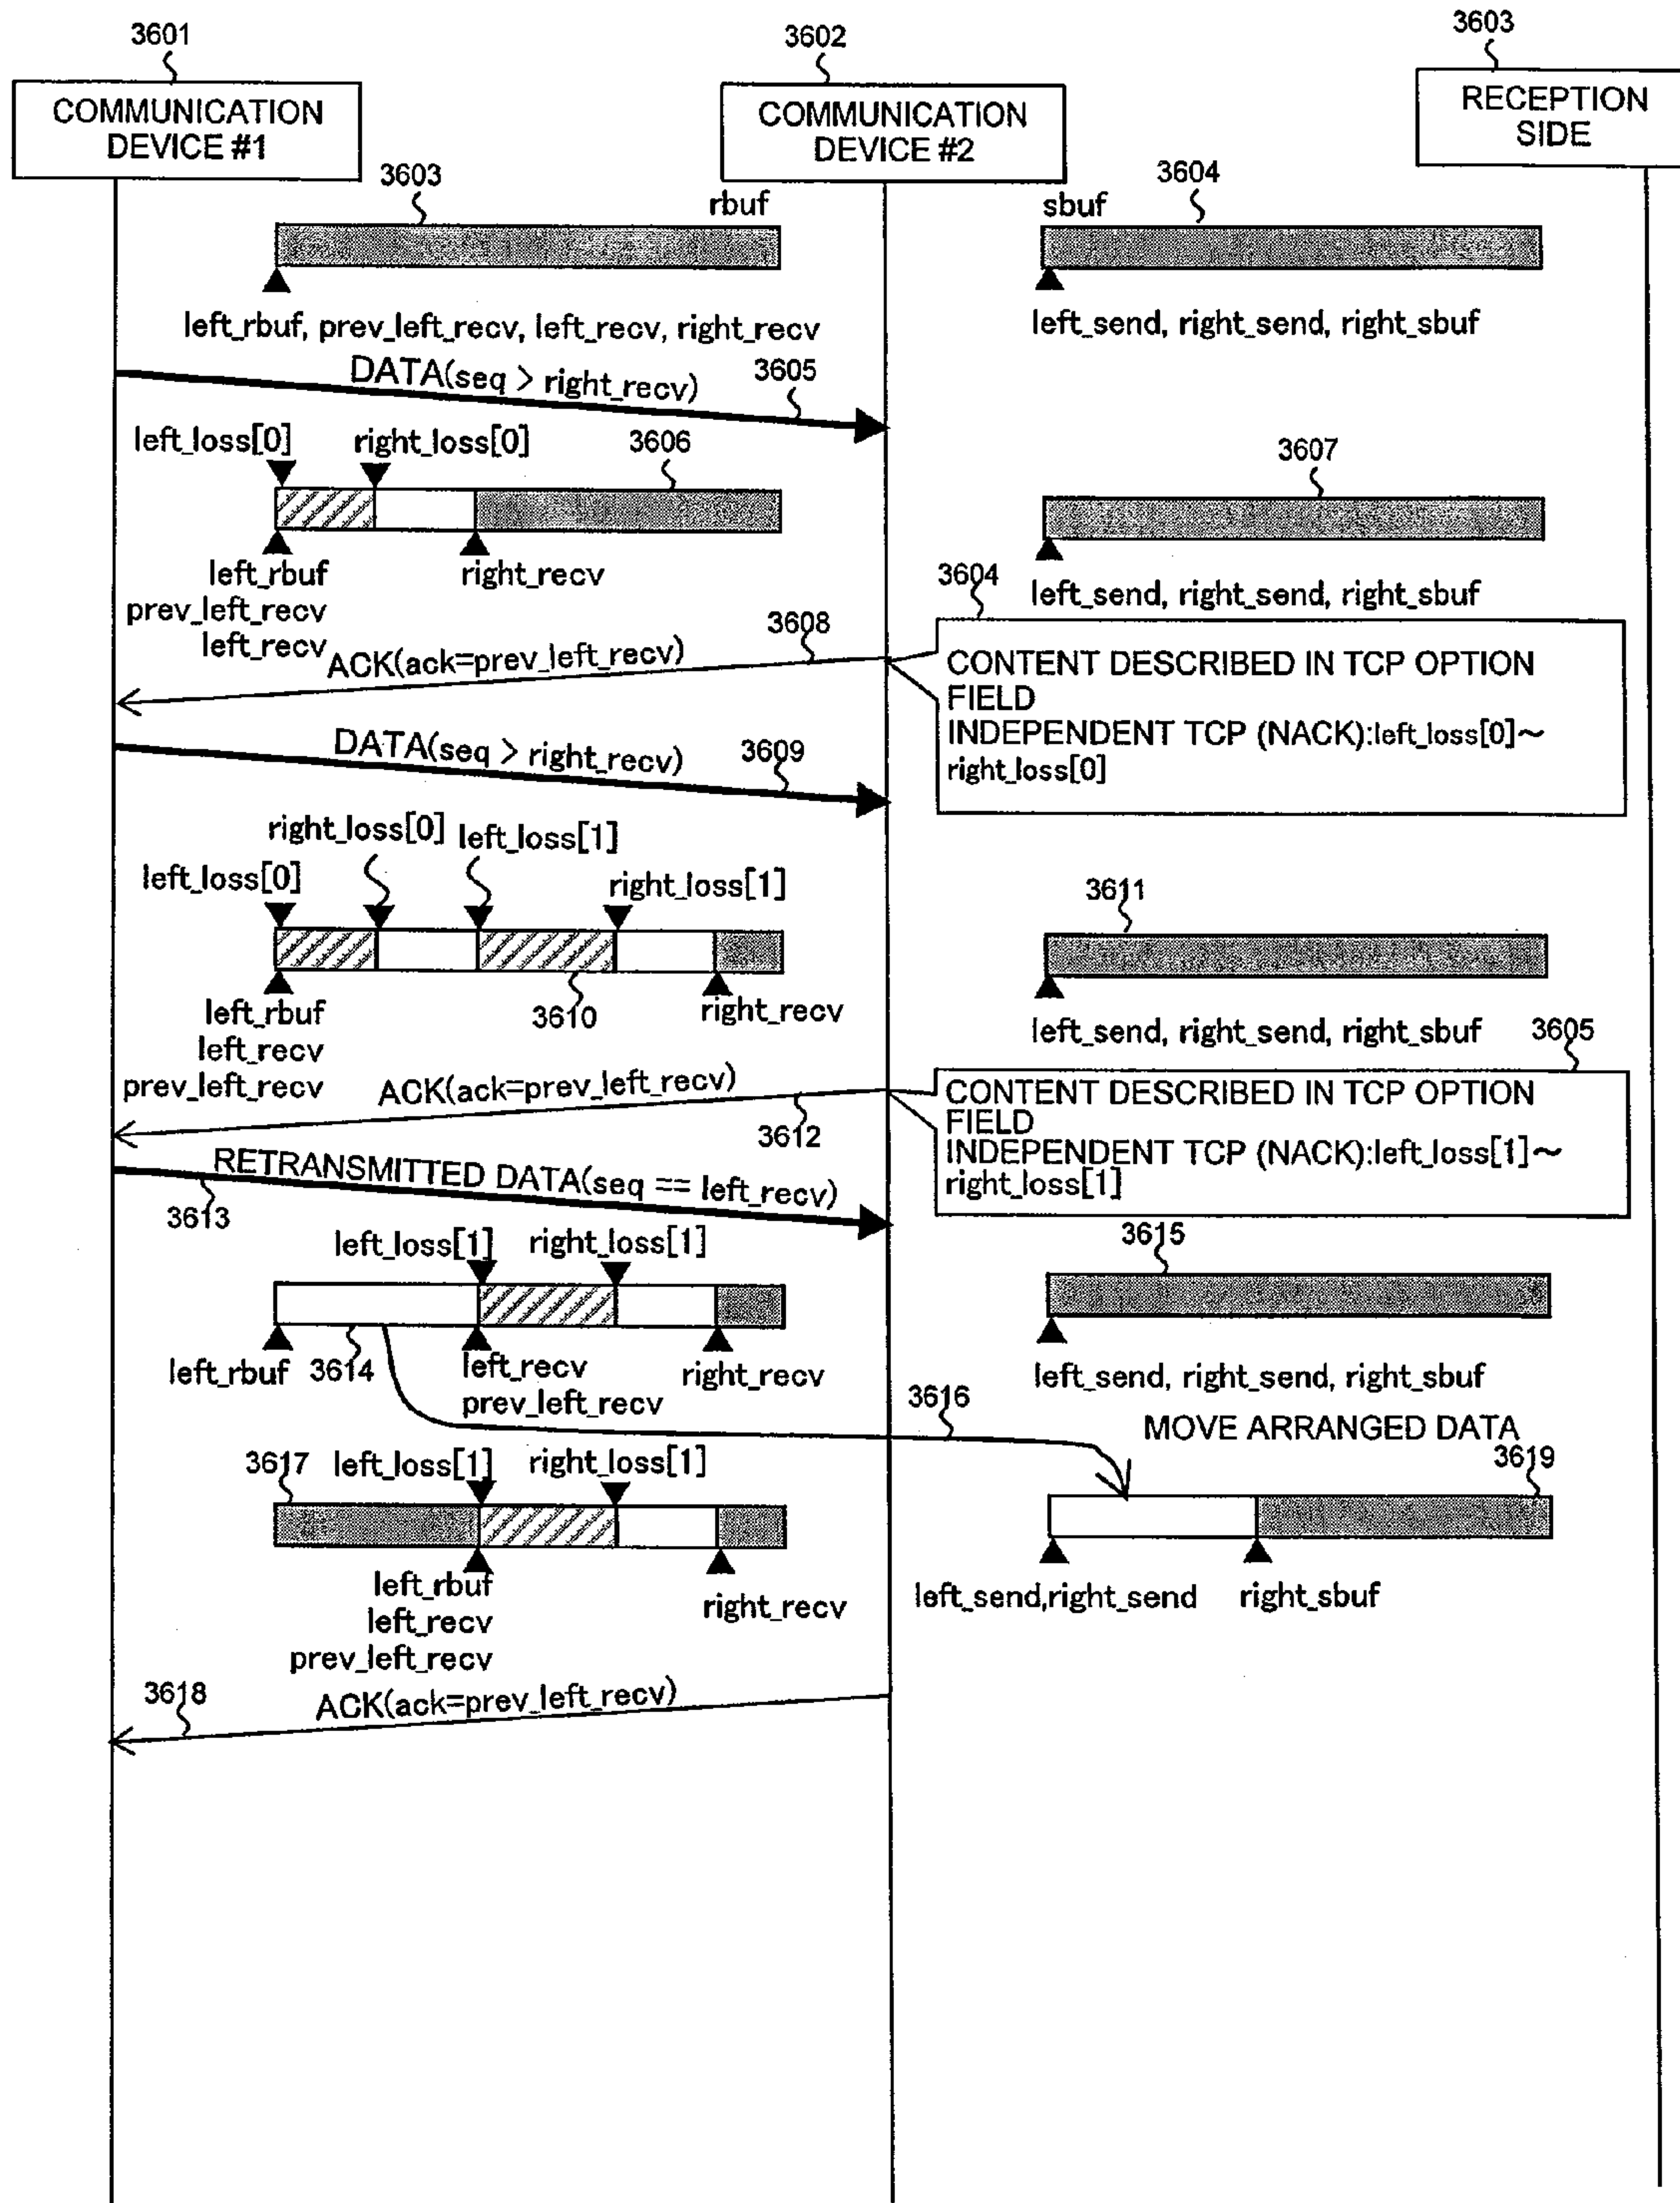 3601
3602
3603
COMMUNICATION
DEVICE #1
COMMUNICATION
DEVICE #2
RECEPTION
SIDE
3603
rbuf
sbuf
3604
left_rbuf, prev_left_recv, left_recv, right_recv
left_send, right_send, right_sbuf
DATA(seq > right_recv)
3605
left_loss[0]
right_loss[0]
3606
3607
left_rbuf
prev_left_recv
left_recv
right_recv
left_send, right_send, right_sbuf
3604
ACK(ack=prev_left_recv)
3608
CONTENT DESCRIBED IN TCP OPTION
FIELD
INDEPENDENT TCP (NACK):left_loss[0]~
right_loss[0]
DATA(seq > right_recv)
3609
right_loss[0]
left_loss[1]
left_loss[0]
right_loss[1]
3611
left_rbuf
left_recv
prev_left_recv
3610
right_recv
left_send, right_send, right_sbuf
3605
ACK(ack=prev_left_recv)
3612
CONTENT DESCRIBED IN TCP OPTION
FIELD
INDEPENDENT TCP (NACK):left_loss[1]~
right_loss[1]
RETRANSMITTED DATA(seq == left_recv)
3613
left_loss[1]
right_loss[1]
3615
left_rbuf
3614
left_recv
prev_left_recv
right_recv
left_send, right_send, right_sbuf
3616
MOVE ARRANGED DATA
3617
left_loss[1]
right_loss[1]
3619
left_rbuf
left_recv
prev_left_recv
right_recv
left_send,right_send
right_sbuf
3618
ACK(ack=prev_left_recv)